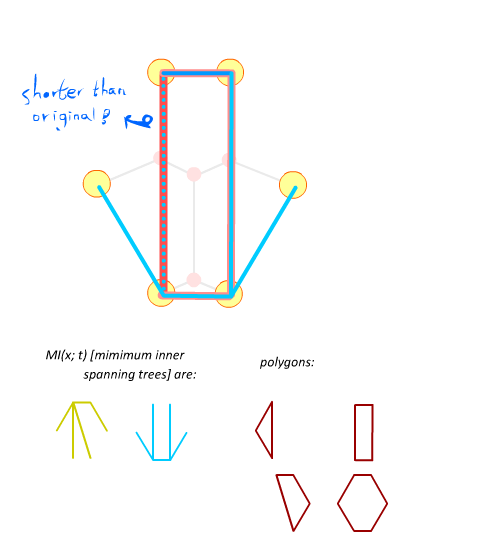 shorter than
original?
MI(x; t) [mimimum inner
spanning trees] are:
polygons: